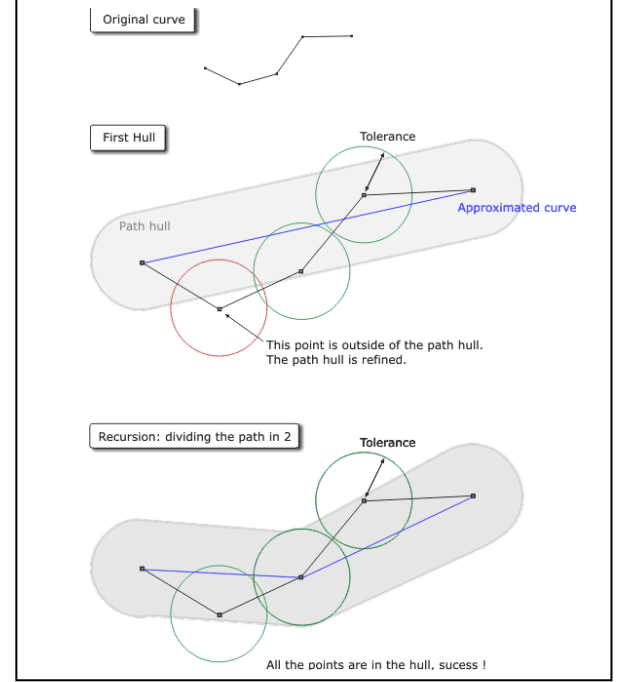 Original curve
First Hull
Tolerance
Path hull
Approximated curve
This point is outside of the path hull.
The path hull is refined.
Recursion: dividing the path in 2
Tolerance
All the points are in the hull, sucess !